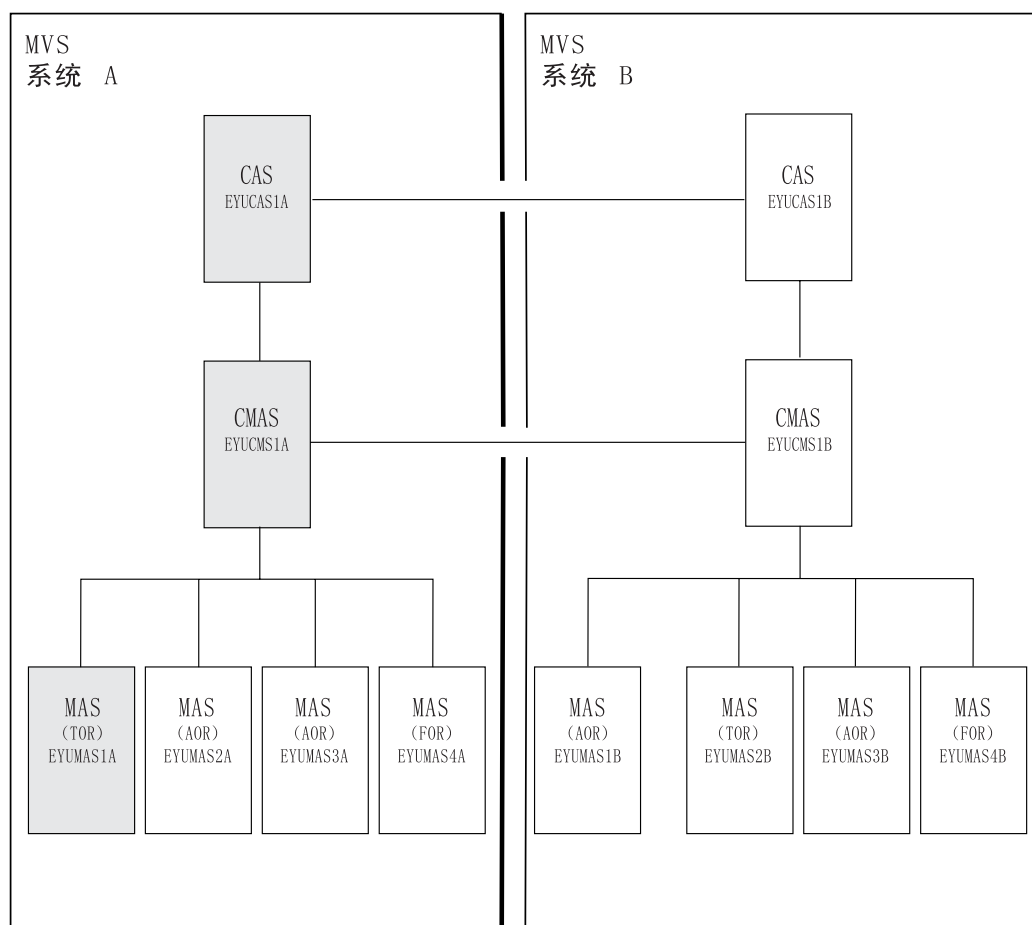 MVS
系统 A
CAS
EYUCAS1A
CMAS
EYUCMS1A
MAS
(TOR)
EYUMAS1A
MAS
(AOR)
EYUMAS2A
MAS
(AOR)
EYUMAS3A
MAS
(FOR)
EYUMAS4A
MVS
系统 B
CAS
EYUCAS1B
CMAS
EYUCMS1B
MAS
(AOR)
EYUMAS1B
MAS
(TOR)
EYUMAS2B
MAS
(AOR)
EYUMAS3B
MAS
(FOR)
EYUMAS4B